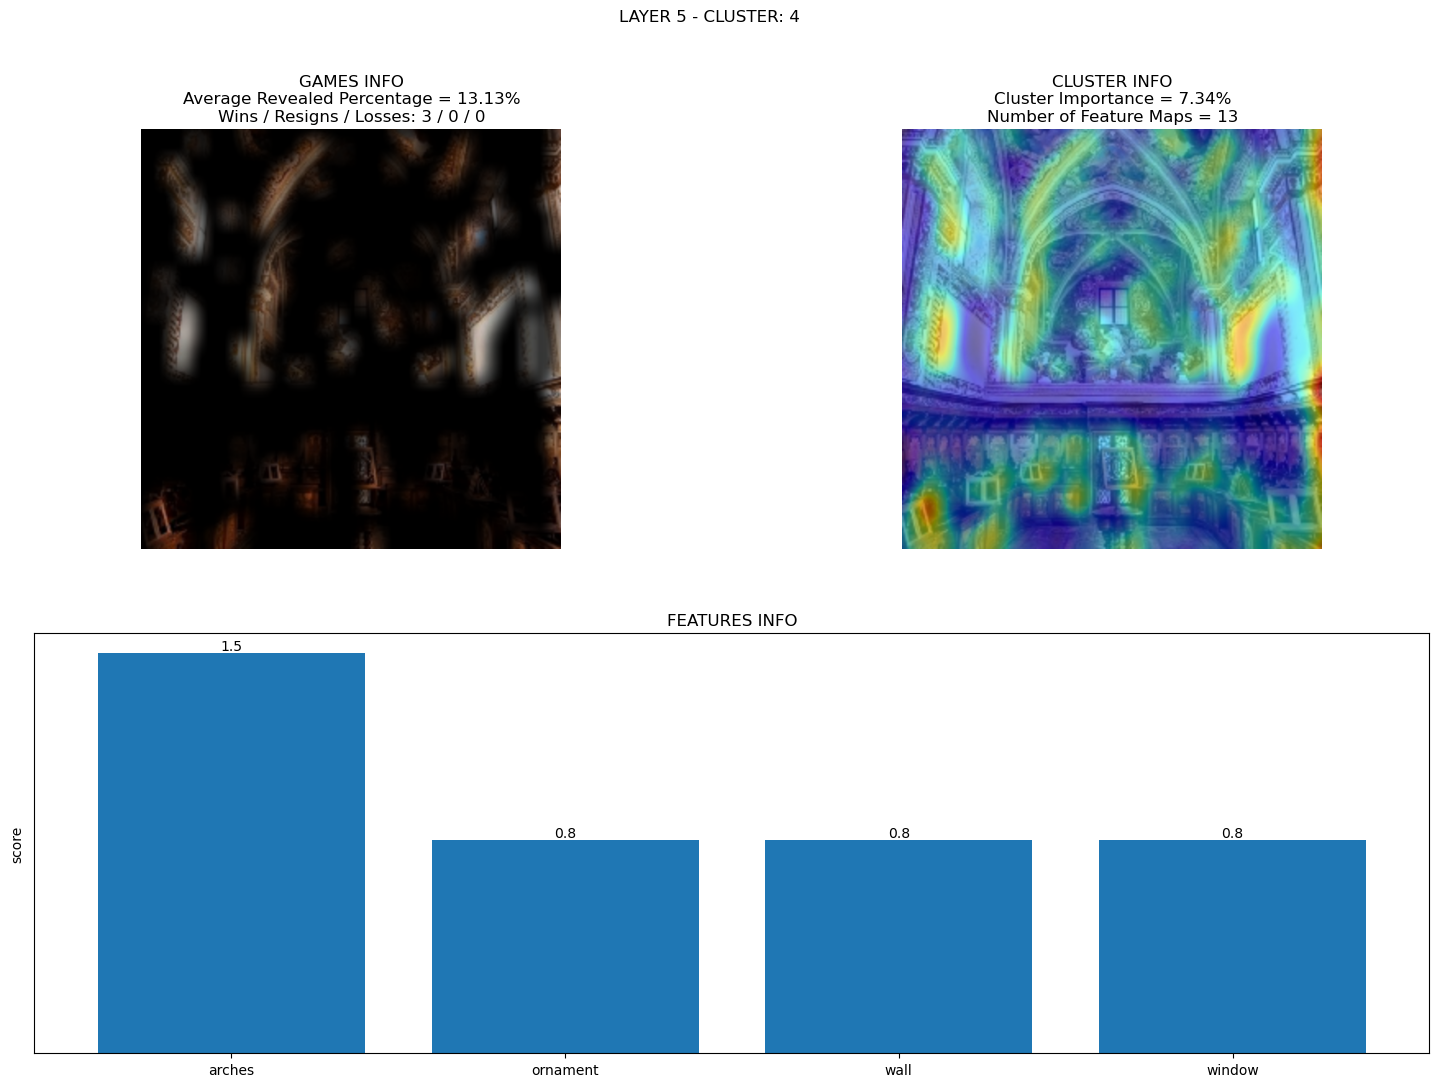 LAYER 5 - CLUSTER: 4
GAMES INFO
Average Revealed Percentage = 13.13%
Wins / Resigns / Losses: 3 / 0 / 0
CLUSTER INFO
Cluster Importance = 7.34%
Number of Feature Maps = 13
FEATURES INFO
score
1.5
0.8
0.8
0.8
arches
ornament
wall
window